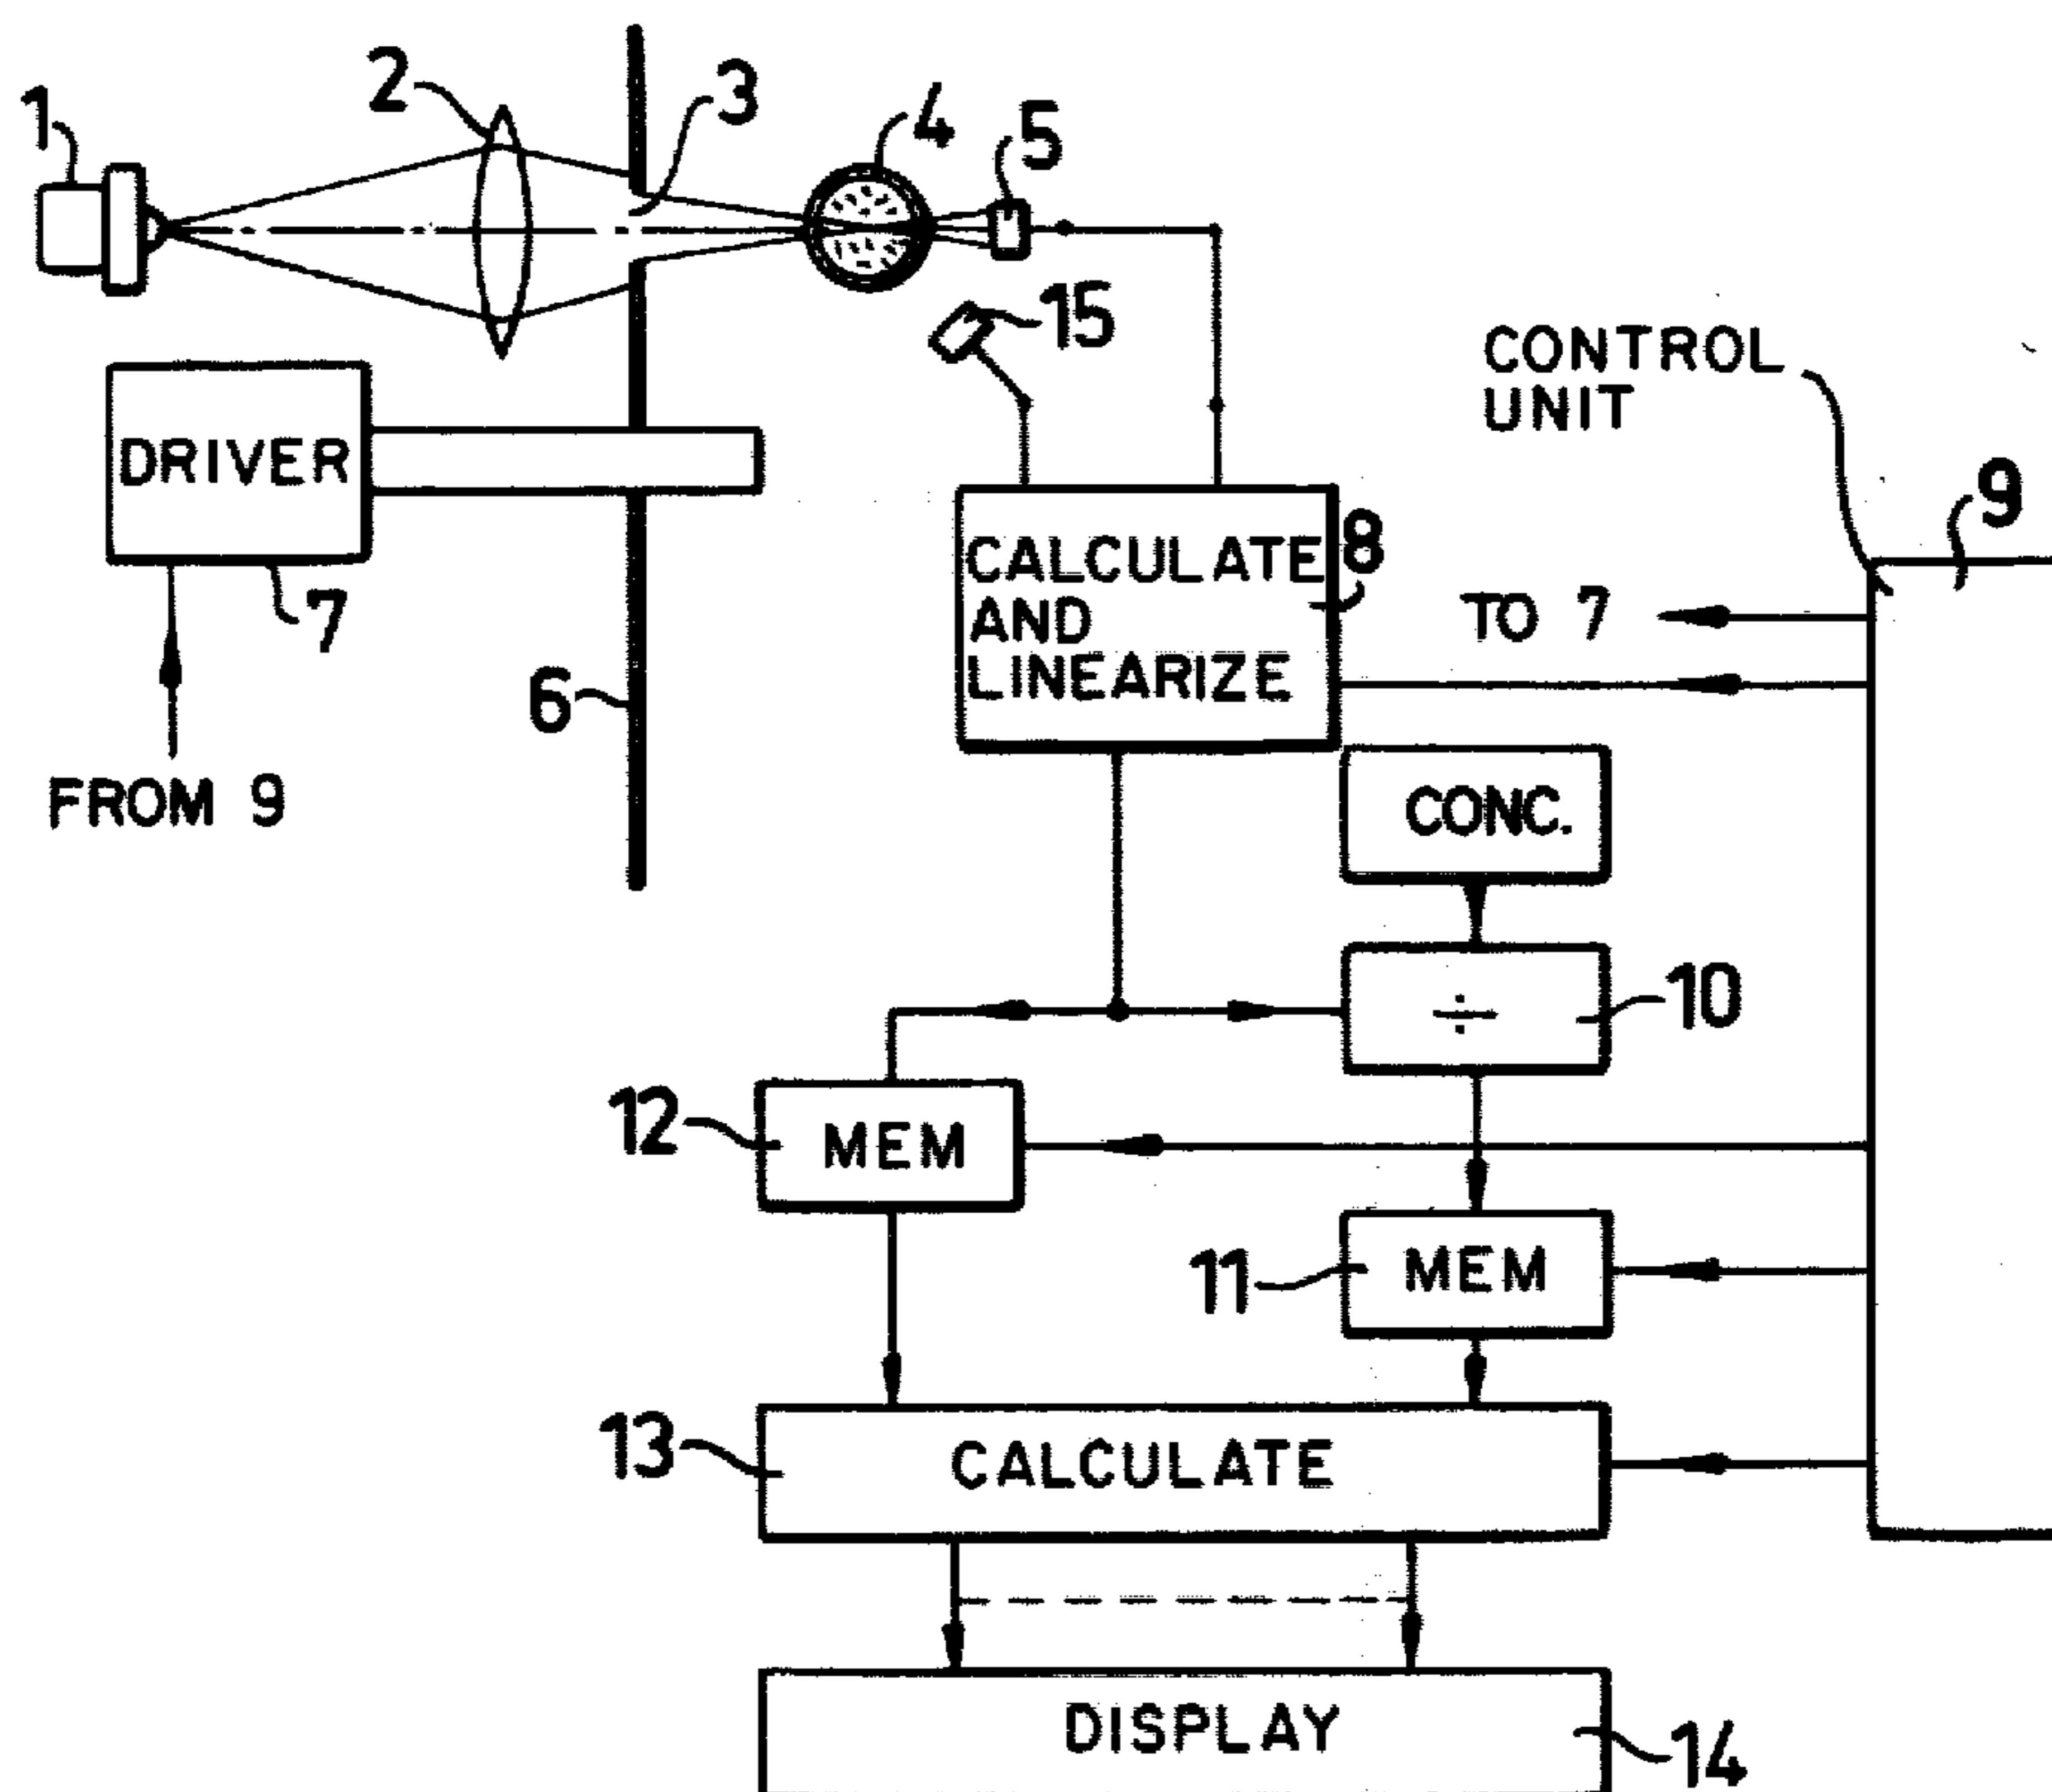 1
2
3
4
5
15
CONTROL
UNIT
DRIVER
9
8
CALCULATE
AND
LINEARIZE
TO 7
7
6
FROM 9
CONC.
÷
10
12
MEM
11
MEM
13
CALCULATE
DISPLAY
14